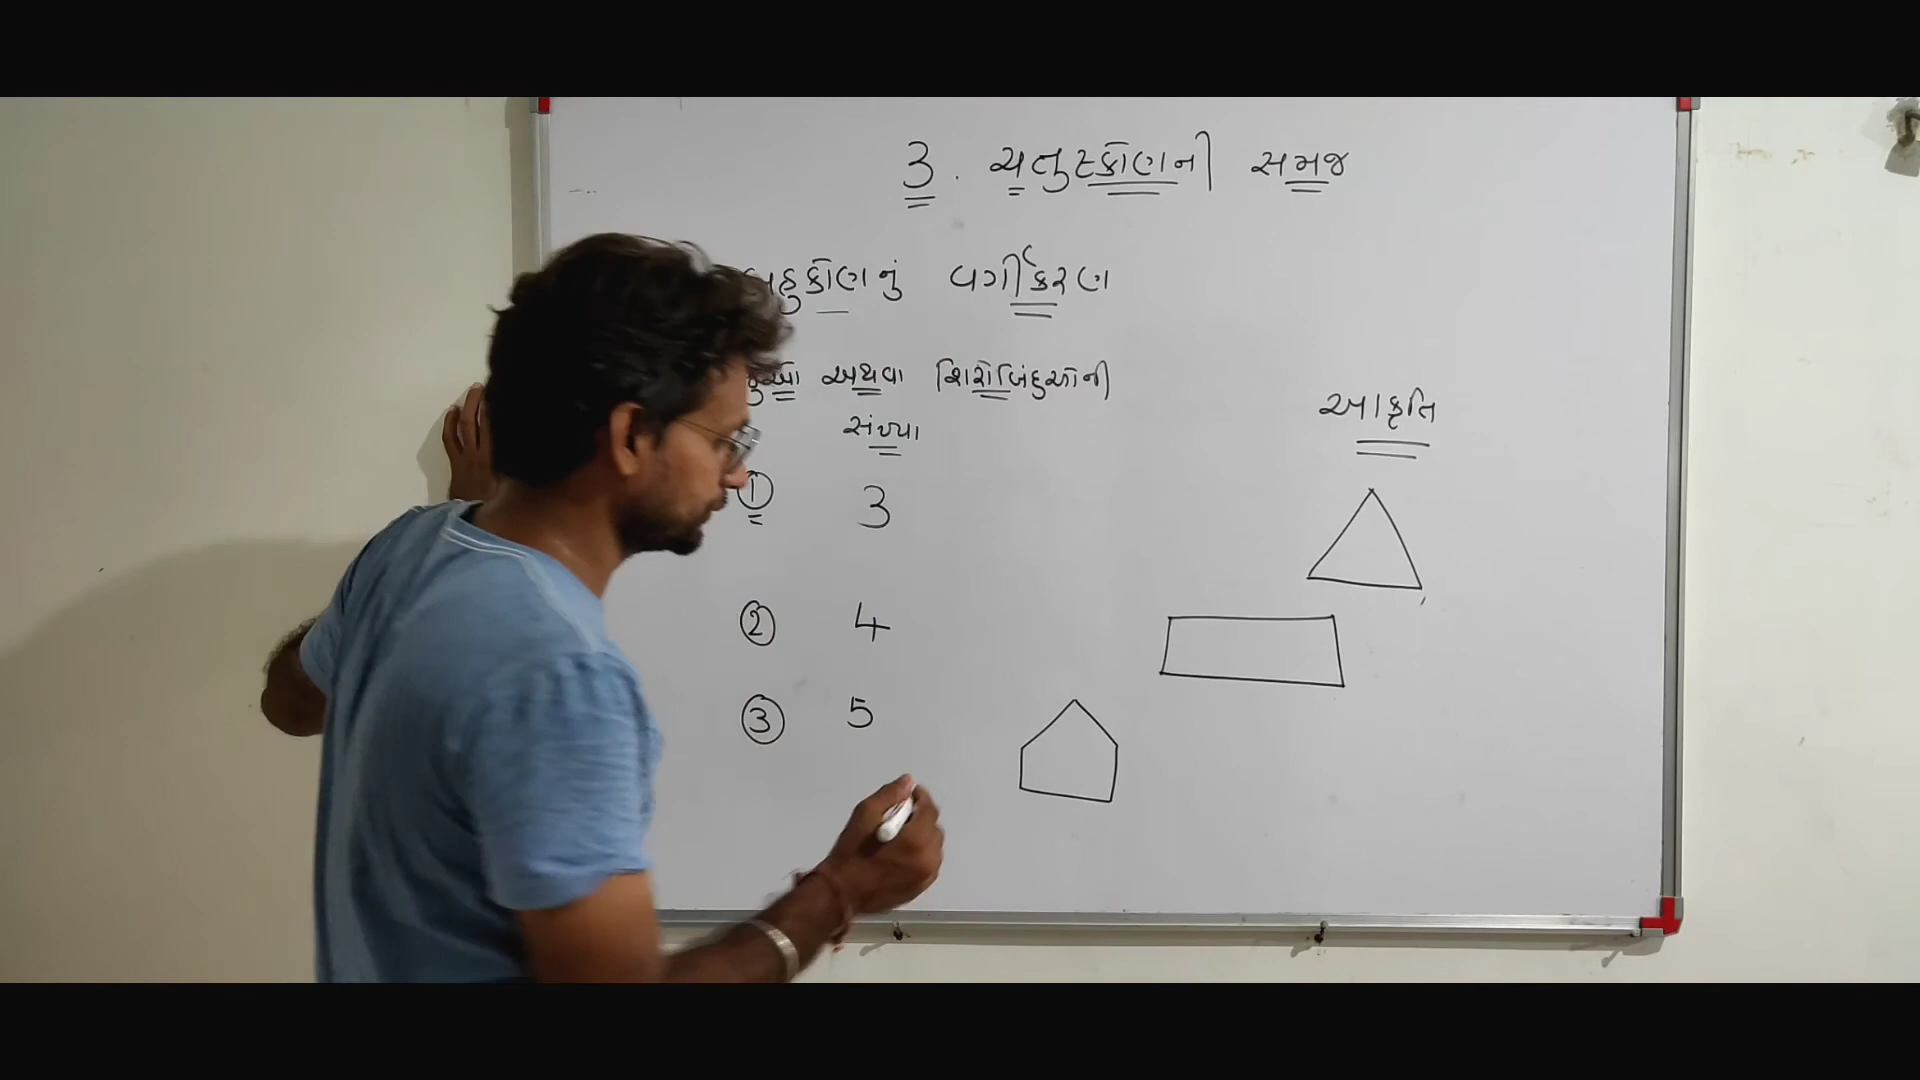 3. ચતુષ્કોણની સમજ
બહુકોણનું વર્ગીકરણ
અથવા શિરોબિંદુઓની
સંખ્યા
આકૃતિ
① 3
② 4
③ 5